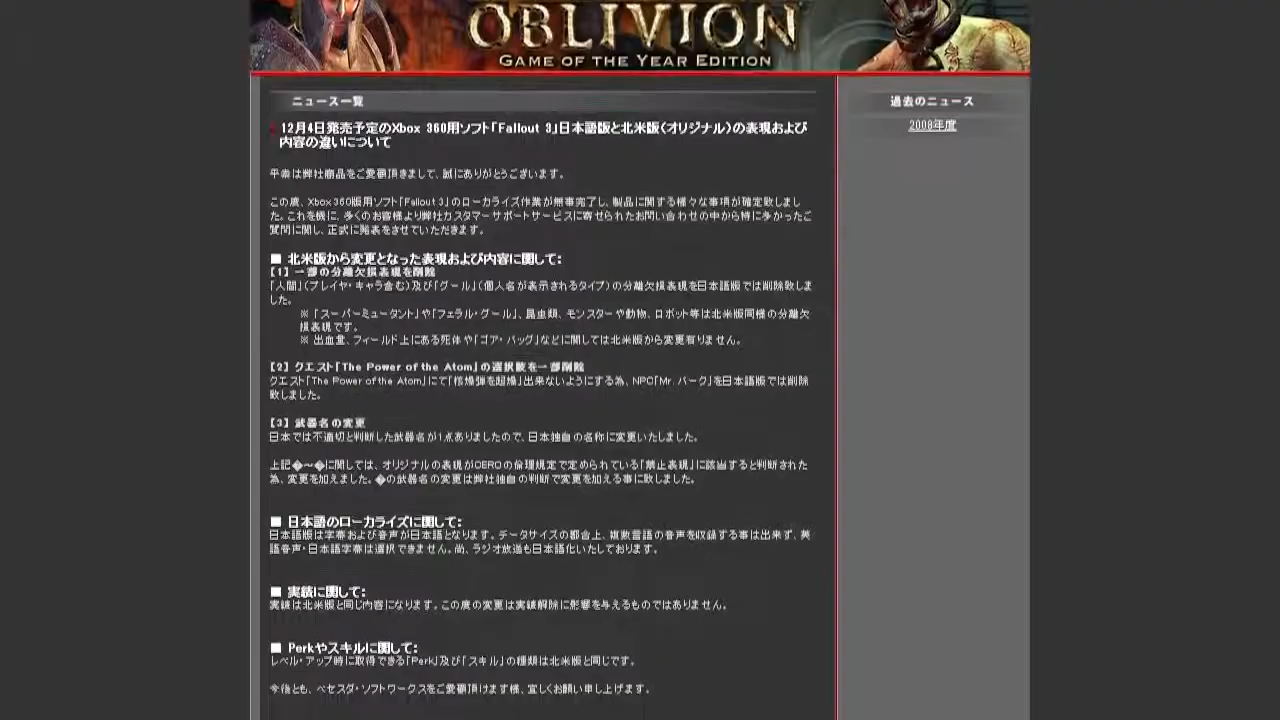 OBLIVION
GAME OF THE YEAR EDITION
ニュース一覧
過去のニュース
2008年度
12月4日発売予定のXbox 360用ソフト「Fallout 3」日本語版と北米版(オリジナル)の表現および
内容の違いについて
平素は弊社商品をご愛顧頂きまして、誠にありがとうございます。
この度、Xbox360版用ソフト「Fallout 3」のローカライズ作業が無事完了し、製品に関する様々な事項が確定致しまし
た。これを機に、多くのお客様より弊社カスタマーサポートサービスに寄せられたお問い合わせの中から特に多かったご
質問に関し、正式に発表をさせていただきます。
■ 北米版から変更となった表現および内容に関して:
【1】 一部の分離欠損表現を削除
「人間」(プレイヤ・キャラ含む)及び「グール」(個人名が表示されるタイプ)の分離欠損表現を日本語版では削除致しま
した。
※ 「スーパーミュータント」や「フェラル・グール」、昆虫類、モンスターや動物、ロボット等は北米版同様の分離欠
損表現です。
※ 出血量、フィールド上にある死体や「ゴア・バッグ」などに関しては北米版から変更有りません。
【2】 クエスト「The Power of the Atom」の選択肢を一部削除
クエスト「The Power of the Atom」にて「核爆弾を起爆」出来ないようにする為、NPC「Mr. バーク」を日本語版では削除
致しました。
【3】 武器名の変更
日本では不適切と判断した武器名が1点ありましたので、日本独自の名称に変更いたしました。
上記�〜�に関しては、オリジナルの表現がCEROの倫理規定で定められている「禁止表現」に該当すると判断された
為、変更を加えました。�の武器名の変更は弊社独自の判断で変更を加える事に致しました。
■ 日本語のローカライズに関して:
日本語版は字幕および音声が日本語となります。データサイズの都合上、複数言語の音声を収録する事は出来ず、英
語音声・日本語字幕は選択できません。尚、ラジオ放送も日本語化いたしております。
■ 実績に関して:
実績は北米版と同じ内容になります。この度の変更は実績解除に影響を与えるものではありません。
■ Perkやスキルに関して:
レベル・アップ時に取得できる「Perk」及び「スキル」の種類は北米版と同じです。
今後とも、ベセスダ・ソフトワークスをご愛顧頂けます様、宜しくお願い申し上げます。